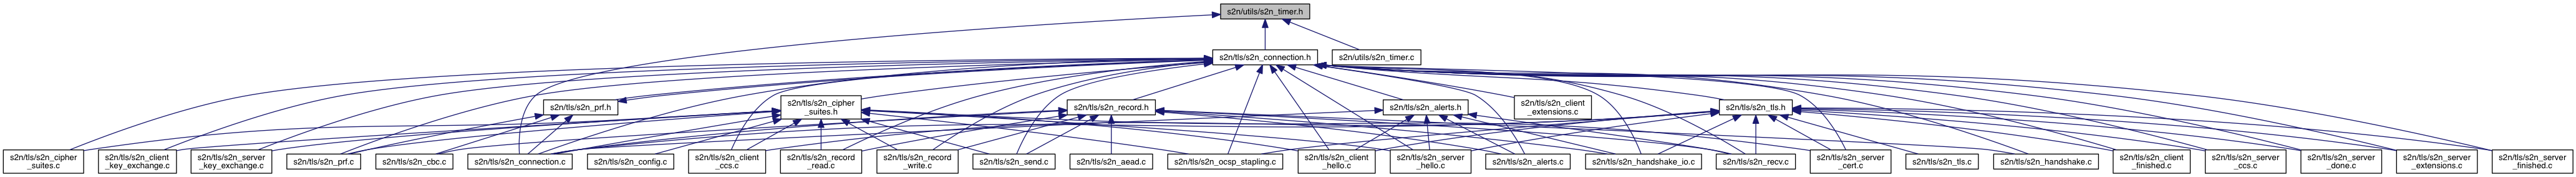 s2n/utils/s2n_timer.h
s2n/tls/s2n_connection.h
s2n/utils/s2n_timer.c
s2n/tls/s2n_prf.h
s2n/tls/s2n_cipher
_suites.h
s2n/tls/s2n_record.h
s2n/tls/s2n_alerts.h
s2n/tls/s2n_client
_extensions.c
s2n/tls/s2n_tls.h
s2n/tls/s2n_cipher
_suites.c
s2n/tls/s2n_client
_key_exchange.c
s2n/tls/s2n_server
_key_exchange.c
s2n/tls/s2n_prf.c
s2n/tls/s2n_cbc.c
s2n/tls/s2n_connection.c
s2n/tls/s2n_config.c
s2n/tls/s2n_client
_ccs.c
s2n/tls/s2n_record
_read.c
s2n/tls/s2n_record
_write.c
s2n/tls/s2n_send.c
s2n/tls/s2n_aead.c
s2n/tls/s2n_ocsp_stapling.c
s2n/tls/s2n_client
_hello.c
s2n/tls/s2n_server
_hello.c
s2n/tls/s2n_alerts.c
s2n/tls/s2n_handshake_io.c
s2n/tls/s2n_recv.c
s2n/tls/s2n_server
_cert.c
s2n/tls/s2n_tls.c
s2n/tls/s2n_handshake.c
s2n/tls/s2n_client
_finished.c
s2n/tls/s2n_server
_ccs.c
s2n/tls/s2n_server
_done.c
s2n/tls/s2n_server
_extensions.c
s2n/tls/s2n_server
_finished.c